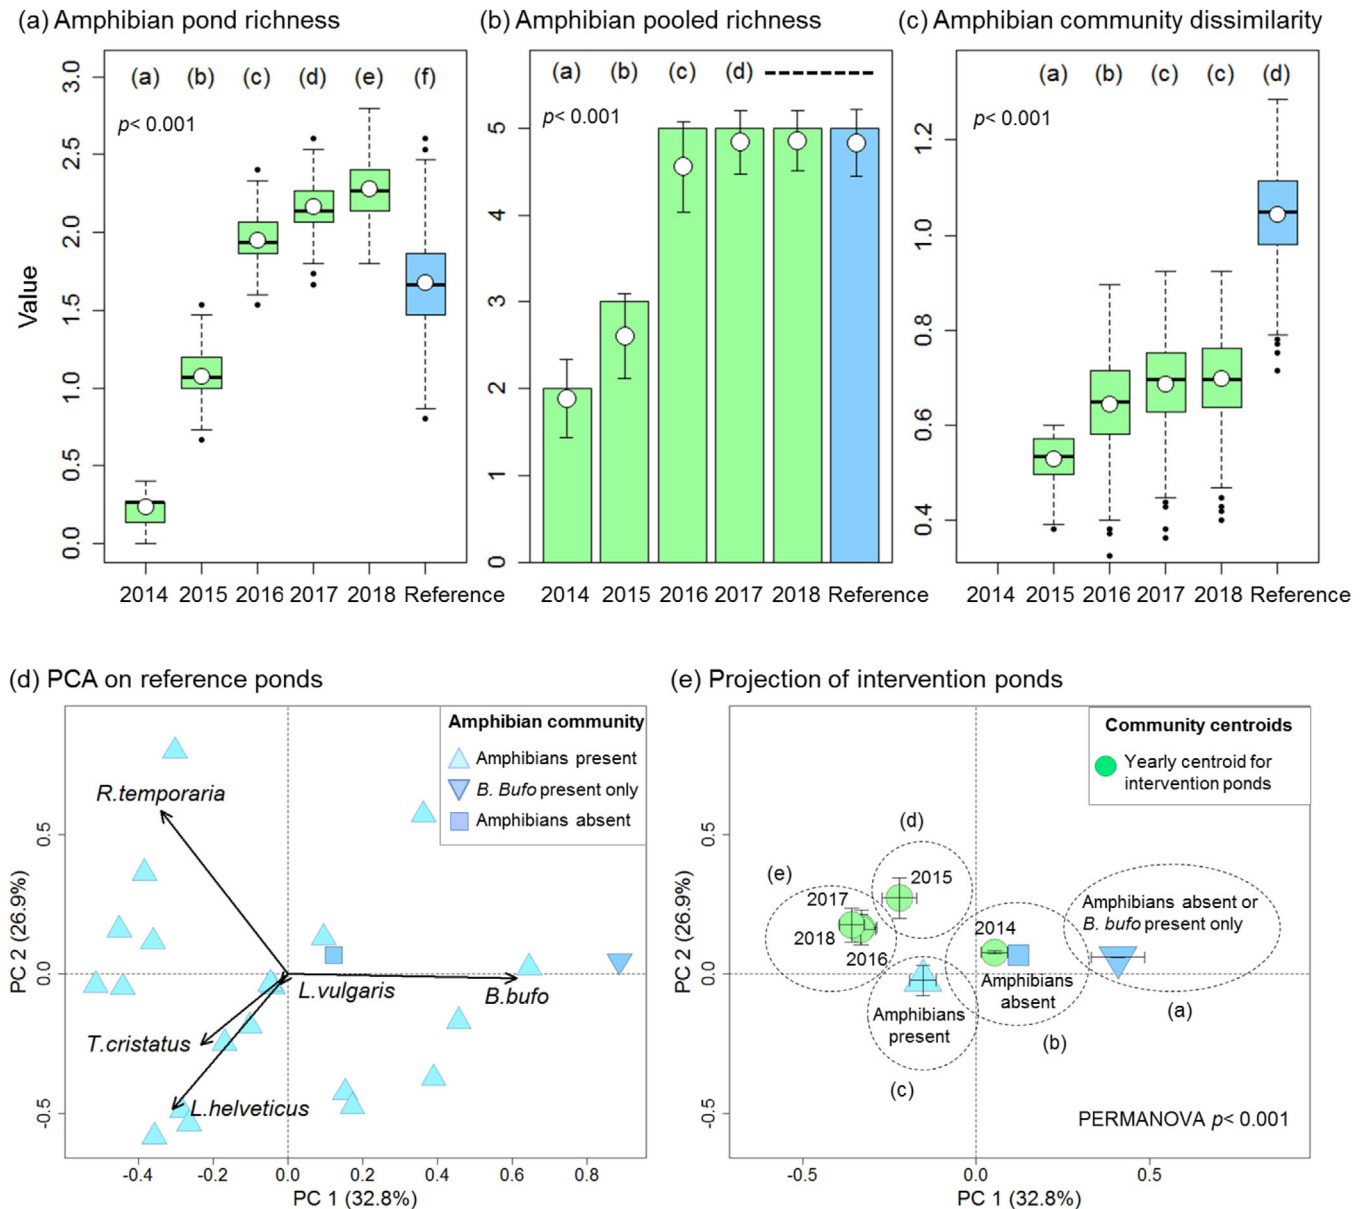 (a) Amphibian pond richness
(b) Amphibian pooled richness
(c) Amphibian community dissimilarity
Value
3.0
2.5
2.0
1.5
1.0
0.5
0.0
(a) (b) (c) (d) (e) (f)
p< 0.001
2014 2015 2016 2017 2018 Reference
5
4
3
2
1
0
(a) (b) (c) (d)
p< 0.001
2014 2015 2016 2017 2018 Reference
1.2
1.0
0.8
0.6
0.4
(a) (b) (c) (c) (d)
p< 0.001
2014 2015 2016 2017 2018 Reference
(d) PCA on reference ponds
Amphibian community
Amphibians present
B. Bufo present only
Amphibians absent
R.temporaria
L.vulgaris
B.bufo
T.cristatus
L.helveticus
PC 2 (26.9%)
0.5
0.0
-0.5
-0.4 -0.2 0.0 0.2 0.4 0.6 0.8
PC 1 (32.8%)
(e) Projection of intervention ponds
Community centroids
Yearly centroid for
intervention ponds
(d)
(e)
2015
2017
2018
2016
2014
Amphibians absent or
B. bufo present only
Amphibians
absent
Amphibians
present
(a)
(b)
(c)
PERMANOVA p< 0.001
PC 2 (26.9%)
0.5
0.0
-0.5
-0.5 0.0 0.5
PC 1 (32.8%)